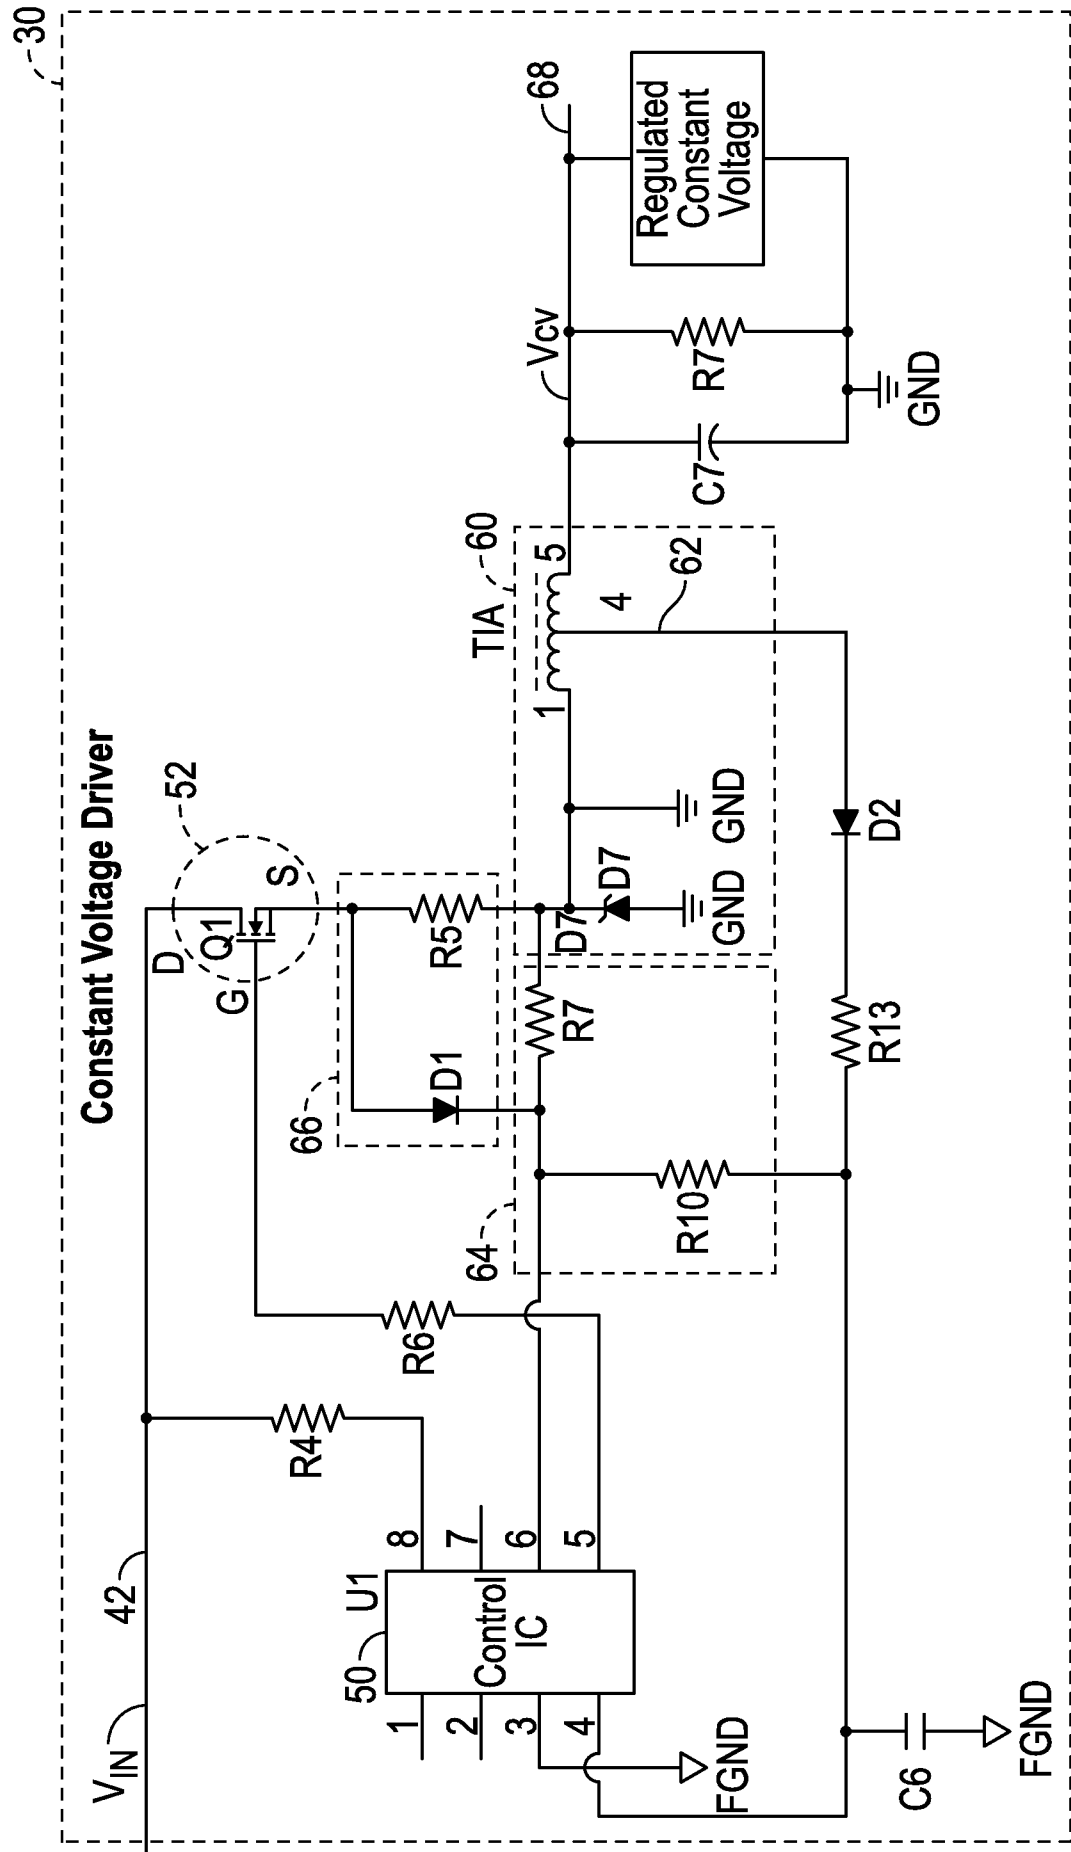 30
Constant Voltage Driver
V_IN
42
D
Q1
G
S
52
R4
R6
66
D1
R5
U1
50
Control
IC
1
2
3
4
8
7
6
5
64
R7
R10
D7
D7
GND
GND
TIA
60
1
5
4
62
Vcv
68
C7
R7
Regulated
Constant
Voltage
GND
FGND
C6
FGND
R13
D2